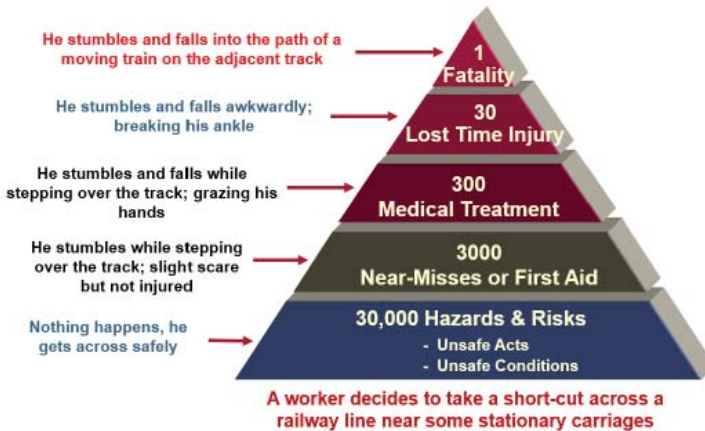 He stumbles and falls into the path of a
moving train on the adjacent track
1
Fatality
He stumbles and falls awkwardly;
breaking his ankle
30
Lost Time Injury
He stumbles and falls while
stepping over the track; grazing his
hands
300
Medical Treatment
He stumbles while stepping
over the track; slight scare
but not injured
3000
Near-Misses or First Aid
Nothing happens, he
gets across safely
30,000 Hazards & Risks
- Unsafe Acts
- Unsafe Conditions
A worker decides to take a short-cut across a
railway line near some stationary carriages